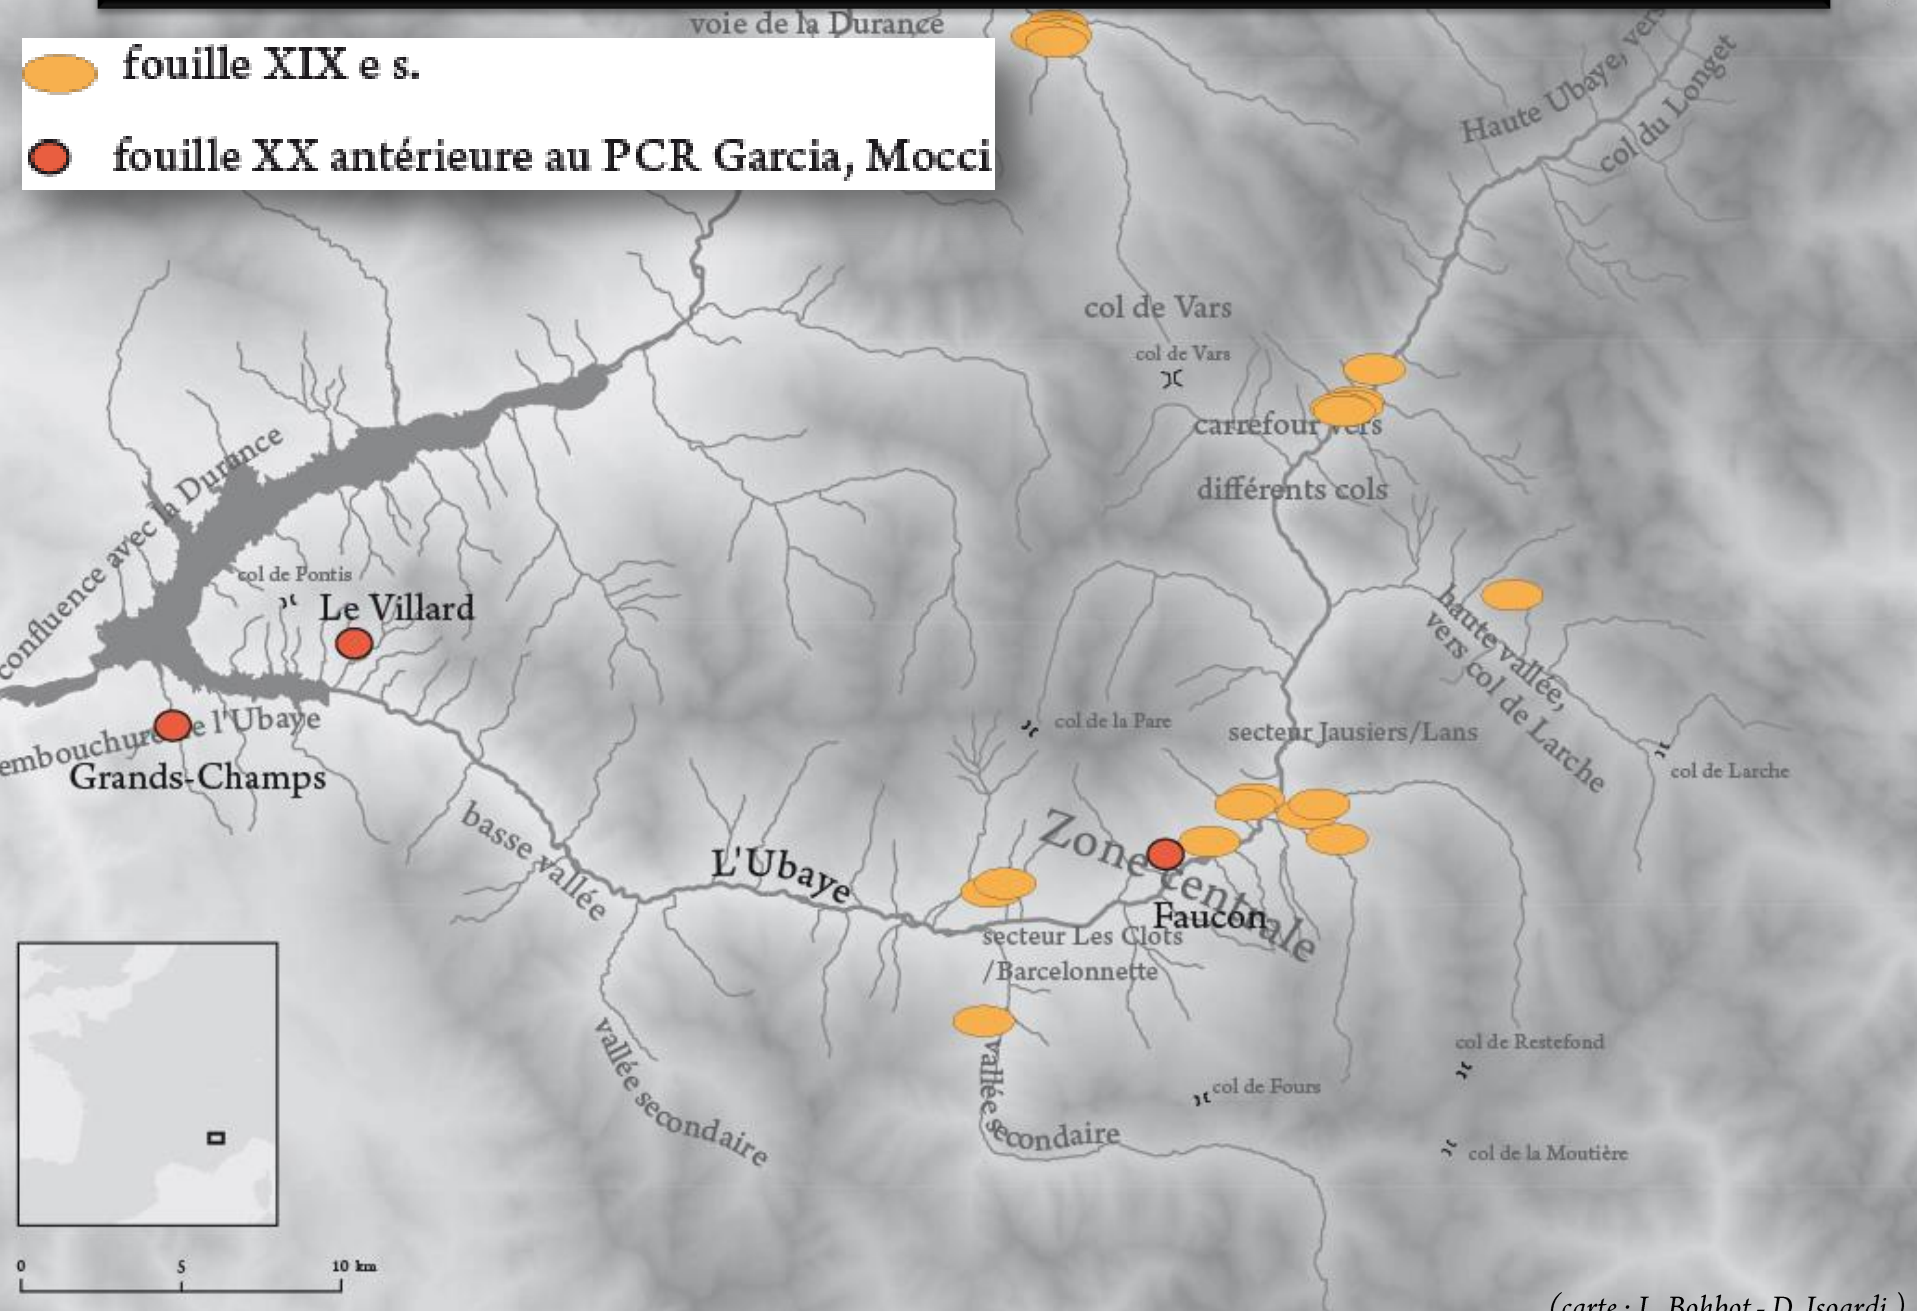 voie de la Durance
fouille XIX e s.
fouille XX antérieure au PCR Garcia, Mocci
Haute Ubaye, vers
col du Longet
col de Vars
col de Vars
carrefour vers
différents cols
confluence avec la Durance
col de Pontis
Le Villard
haute vallée,
vers col de Larche
embouchure de l'Ubaye
Grands-Champs
col de la Pare
secteur Jausiers/Lans
col de Larche
basse vallée
L'Ubaye
Zone centrale
Faucon
secteur Les Clots
/Barcelonnette
vallée secondaire
vallée secondaire
col de Restefond
col de Fours
col de la Moutière
0 5 10 km
(carte : L. Bohbot - D. Isoardi )